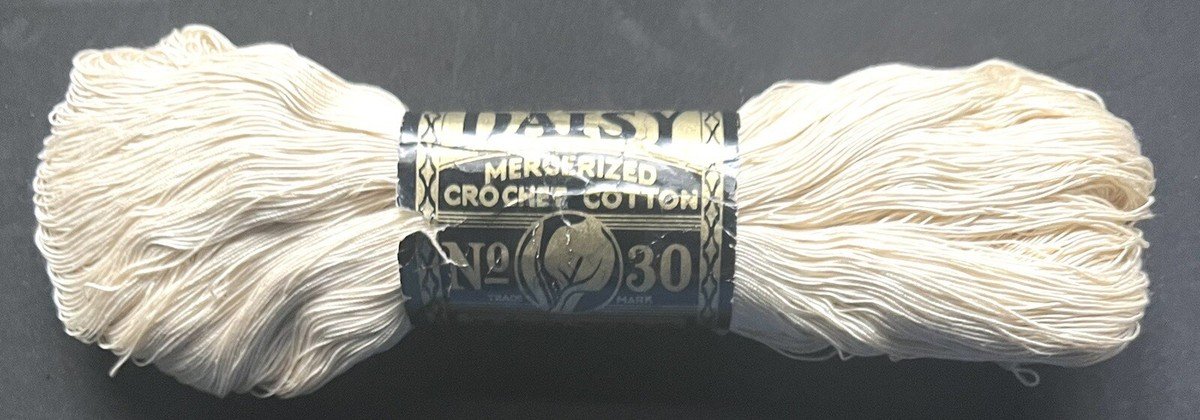 DAISY
MERCERIZED
CROCHET COTTON
Nº 30
TRADE MARK